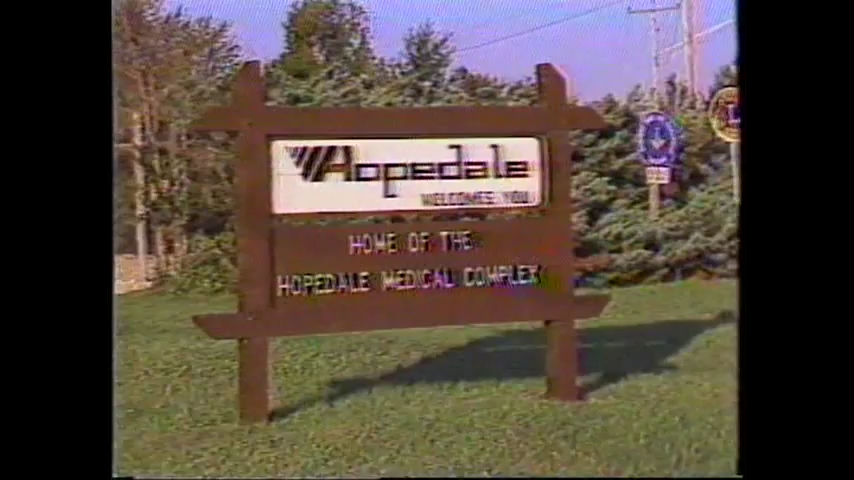 Hopedale
WELCOMES YOU
HOME OF THE
HOPEDALE MEDICAL COMPLEX